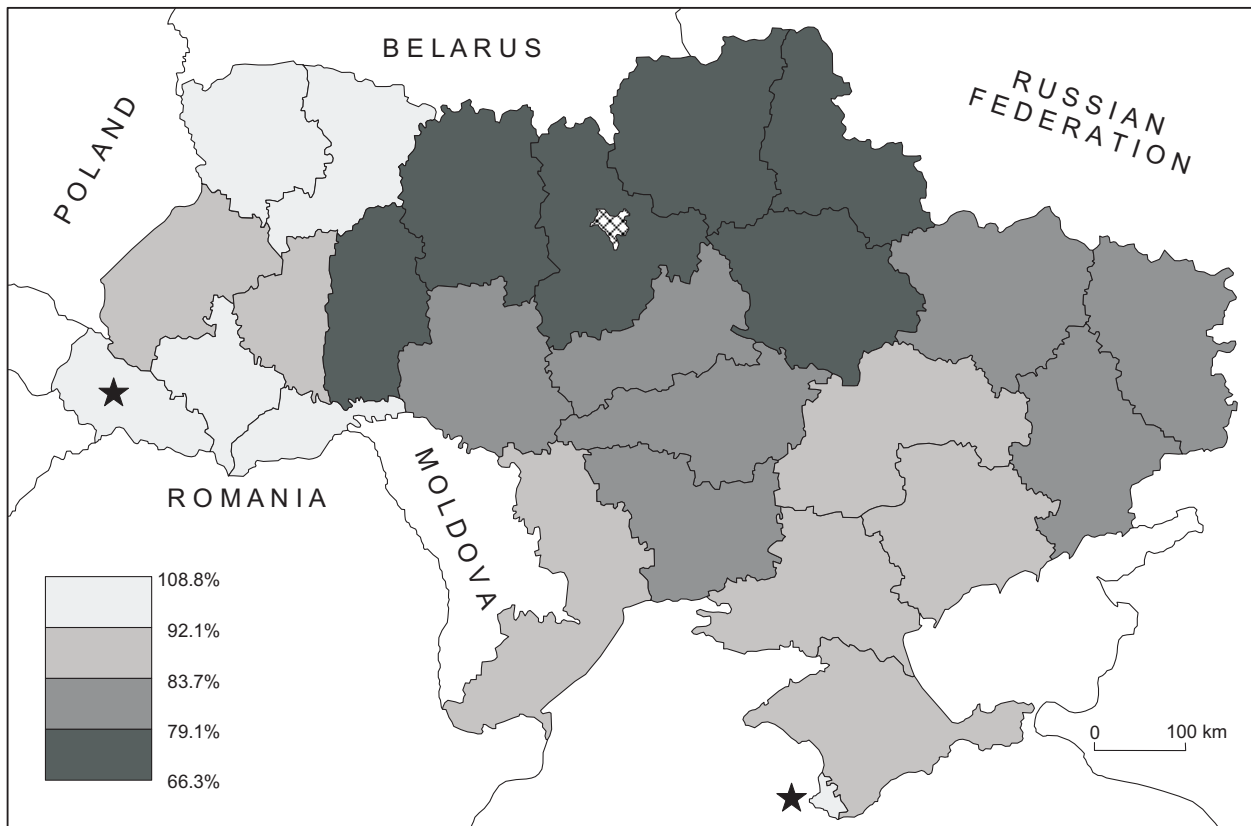 BELARUS
RUSSIAN
FEDERATION
POLAND
MOLDOVA
ROMANIA
108.8%
92.1%
83.7%
79.1%
66.3%
0 100 km